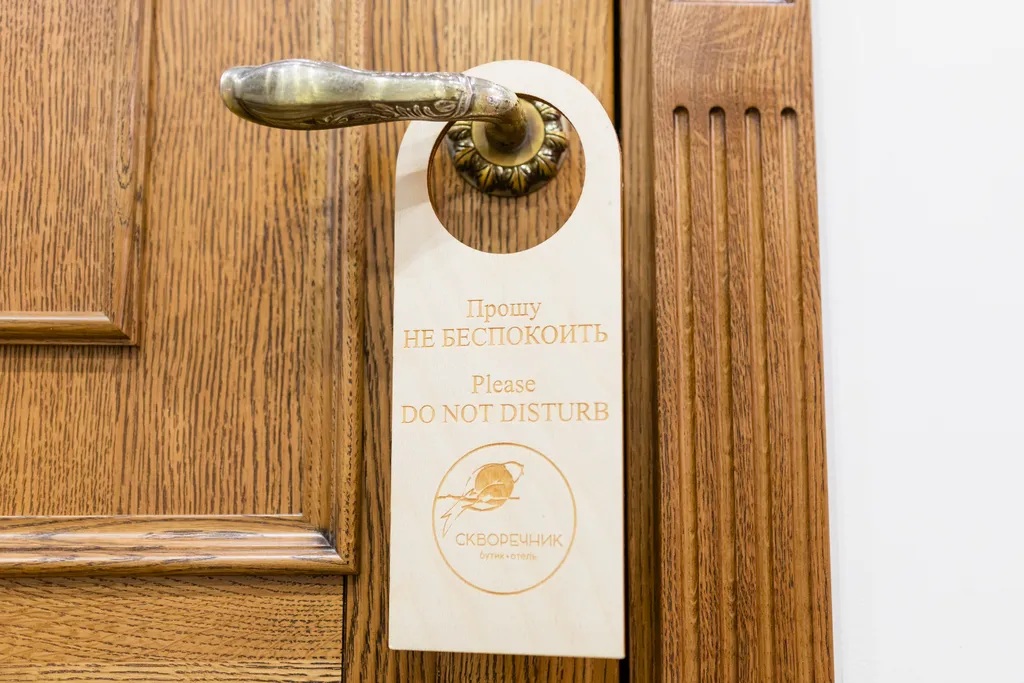 Прошу
НЕ БЕСПОКОИТЬ
Please
DO NOT DISTURB
СКВОРЕЧНИК
бутик•отель